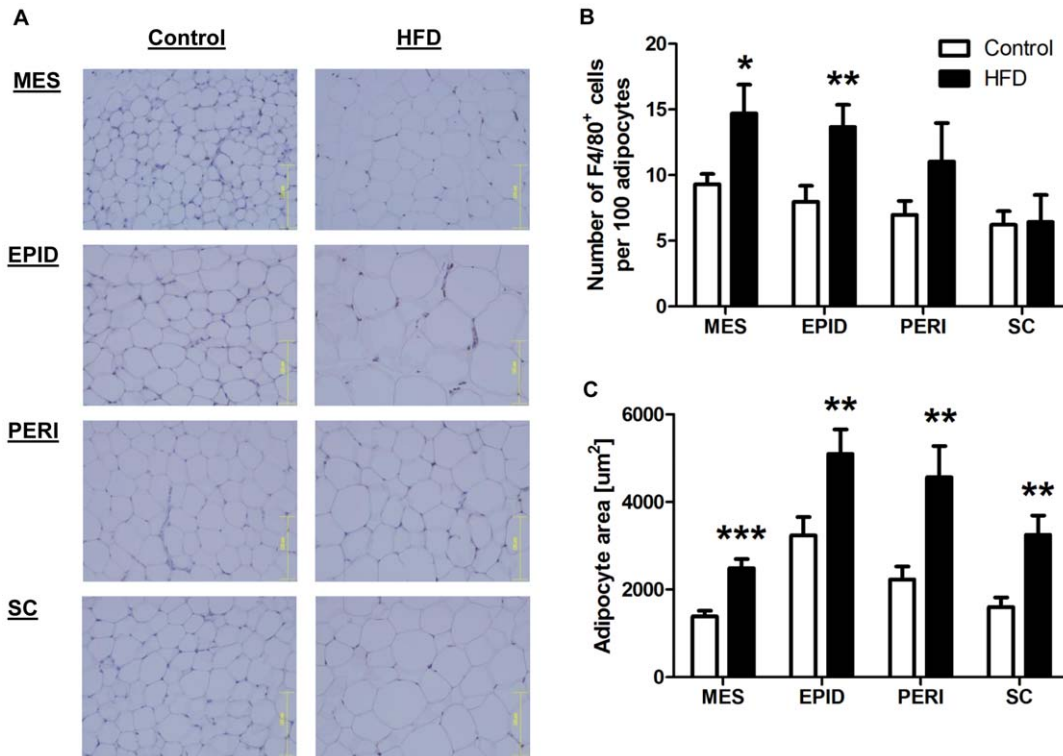 A
Control
HFD
MES
EPID
PERI
SC
B
Number of F4/80⁺ cells
per 100 adipocytes
20
15
10
5
0
Control
HFD
*
**
MES
EPID
PERI
SC
C
Adipocyte area [um²]
6000
4000
2000
0
***
**
**
**
MES
EPID
PERI
SC